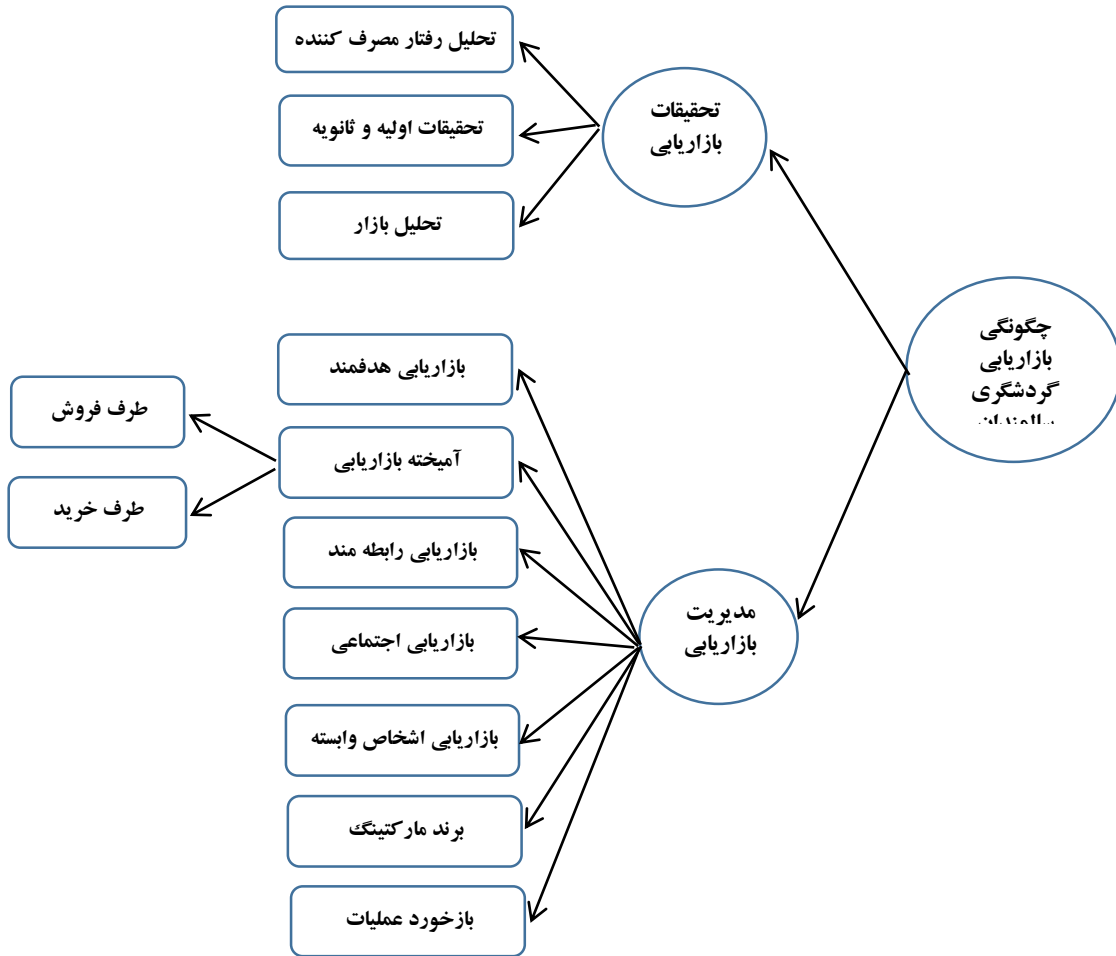 چگونگی
بازاریابی
گردشگری
سالمندان
تحقیقات
بازاریابی
تحلیل رفتار مصرف کننده
تحقیقات اولیه و ثانویه
تحلیل بازار
مدیریت
بازاریابی
بازاریابی هدفمند
آمیخته بازاریابی
طرف فروش
طرف خرید
بازاریابی رابطه مند
بازاریابی اجتماعی
بازاریابی اشخاص وابسته
برند مارکتینگ
بازخورد عملیات